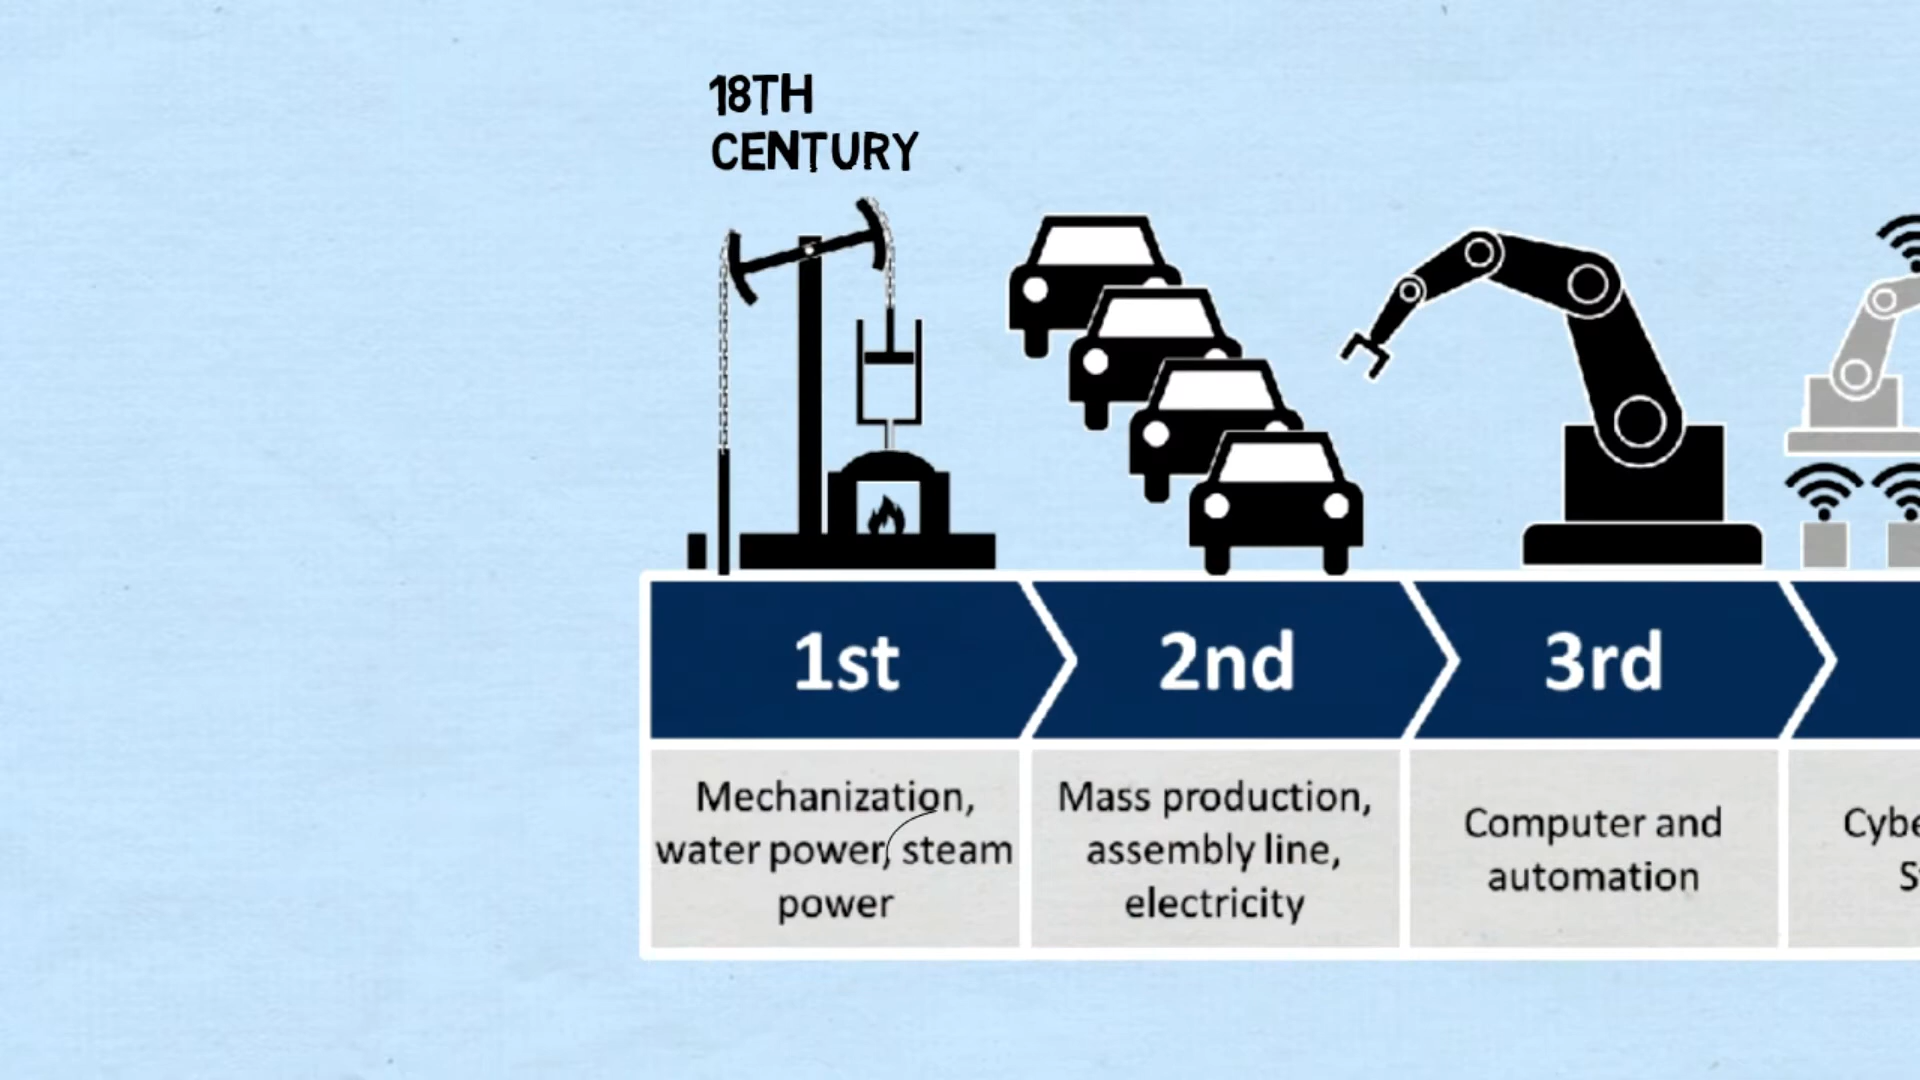 18TH
CENTURY
1st
2nd
3rd
Mechanization,
water power, steam
power
Mass production,
assembly line,
electricity
Computer and
automation